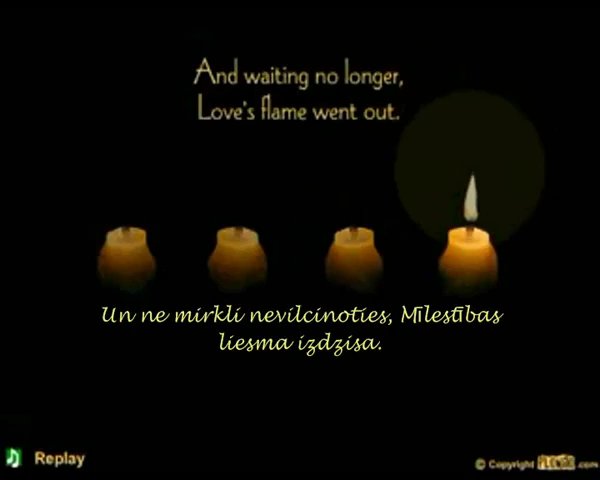 And waiting no longer,
Love's flame went out.
Un ne mirkli nevilcinoties, Mīlestības
liesma izdzisa.
Replay
© Copyright .com